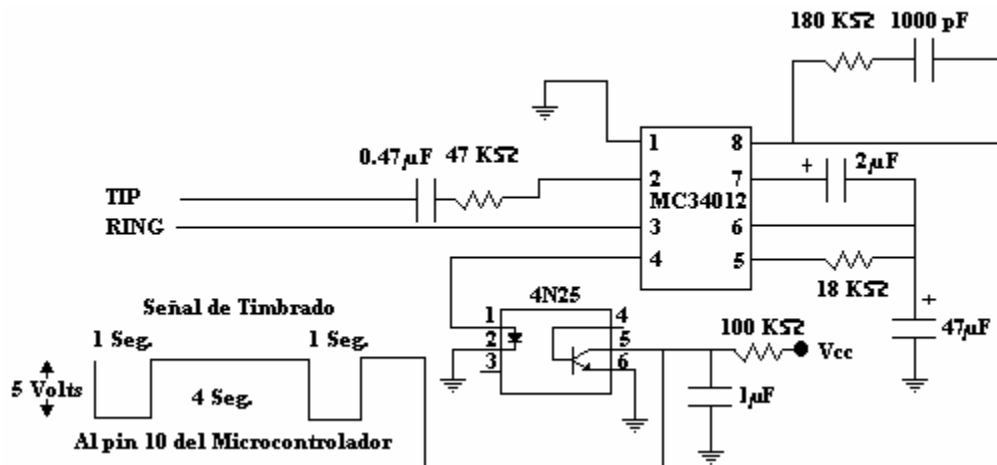 180 KΩ 1000 pF
1 8
0.47µF 47 KΩ
+ 2µF
2 7
TIP
MC34012
RING
3 6
4 5
18 KΩ
+
4N25
Señal de Timbrado
1 4
100 KΩ
47µF
1 Seg. 1 Seg.
2 5
Vcc
3 6
5 Volts
4 Seg.
1µF
Al pin 10 del Microcontrolador